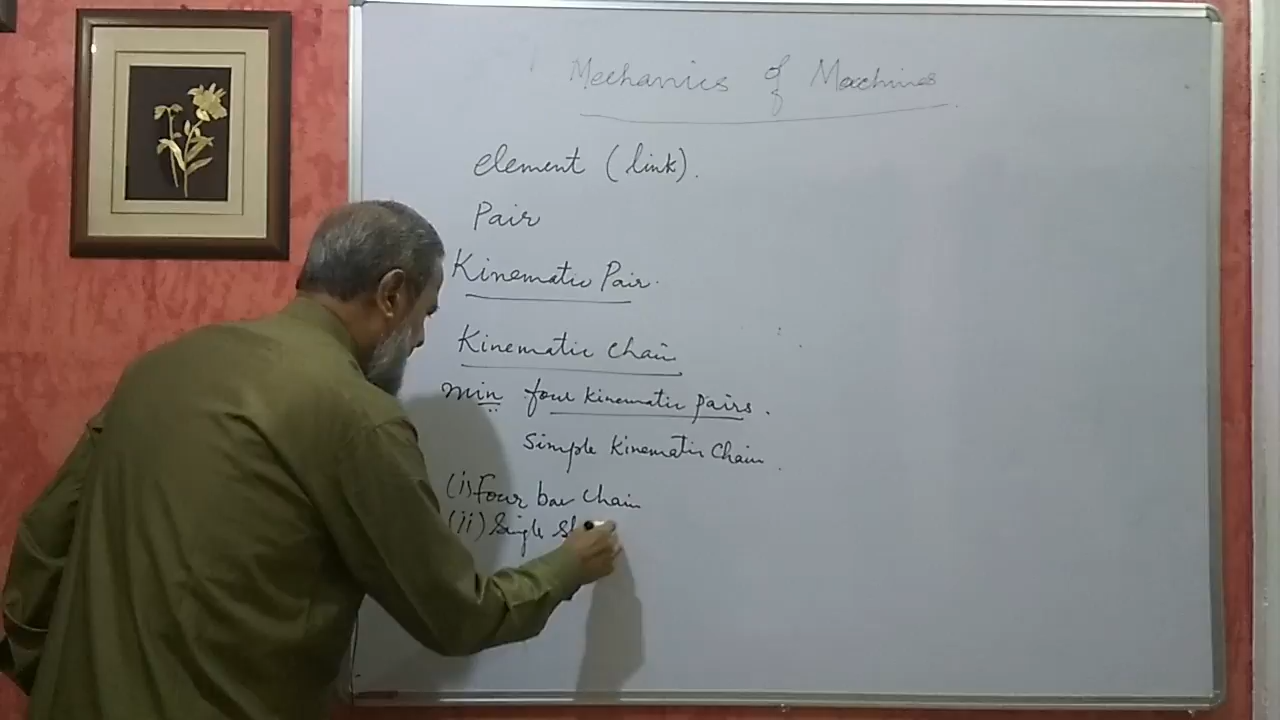 Mechanics of Machines
element (link).
Pair
Kinematic Pair.
Kinematic Chain
min four kinematic pairs.
Simple Kinematic Chain.
(i) Four bar Chain
(ii) Single Sl